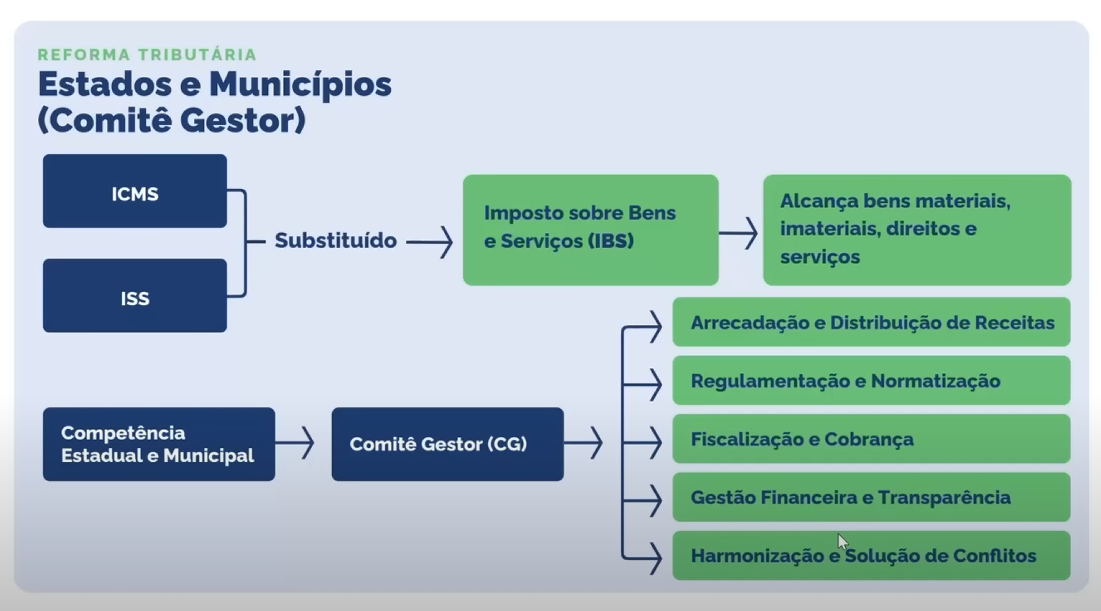 REFORMA TRIBUTÁRIA
Estados e Municípios
(Comitê Gestor)
ICMS
ISS
Substituído
Imposto sobre Bens
e Serviços (IBS)
Alcança bens materiais,
imateriais, direitos e
serviços
Competência
Estadual e Municipal
Comitê Gestor (CG)
Arrecadação e Distribuição de Receitas
Regulamentação e Normatização
Fiscalização e Cobrança
Gestão Financeira e Transparência
Harmonização e Solução de Conflitos